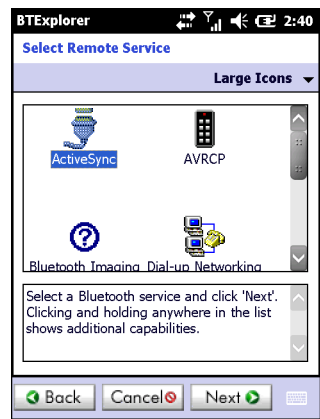 BTExplorer 2:40
Select Remote Service
Large Icons
ActiveSync AVRCP
Bluetooth Imaging Dial-up Networking
Select a Bluetooth service and click 'Next'.
Clicking and holding anywhere in the list
shows additional capabilities.
Back Cancel Next